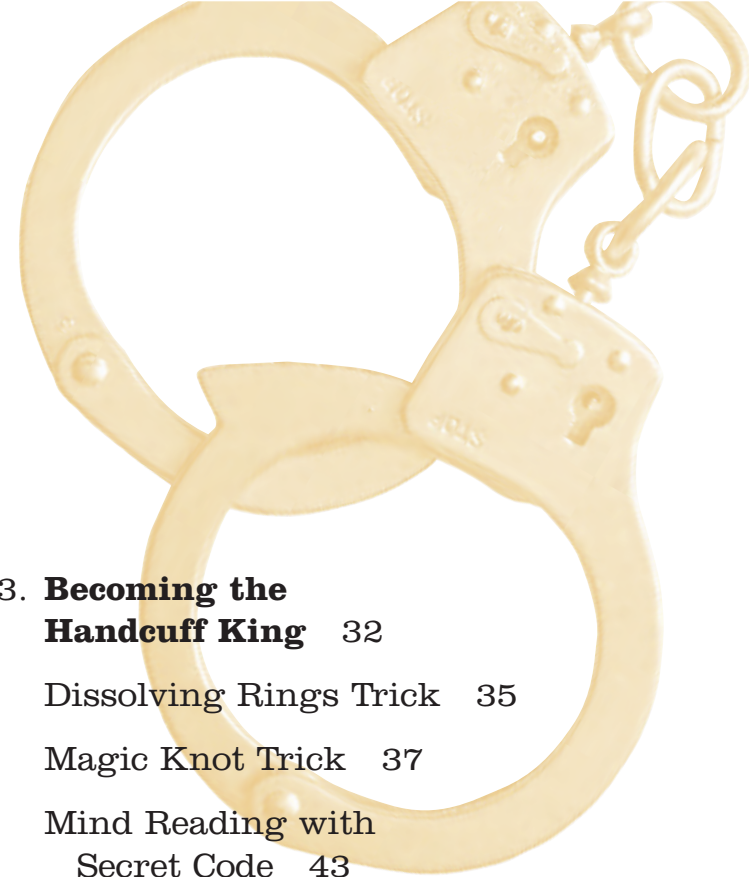 3. Becoming the
Handcuff King 32
Dissolving Rings Trick 35
Magic Knot Trick 37
Mind Reading with
Secret Code 43